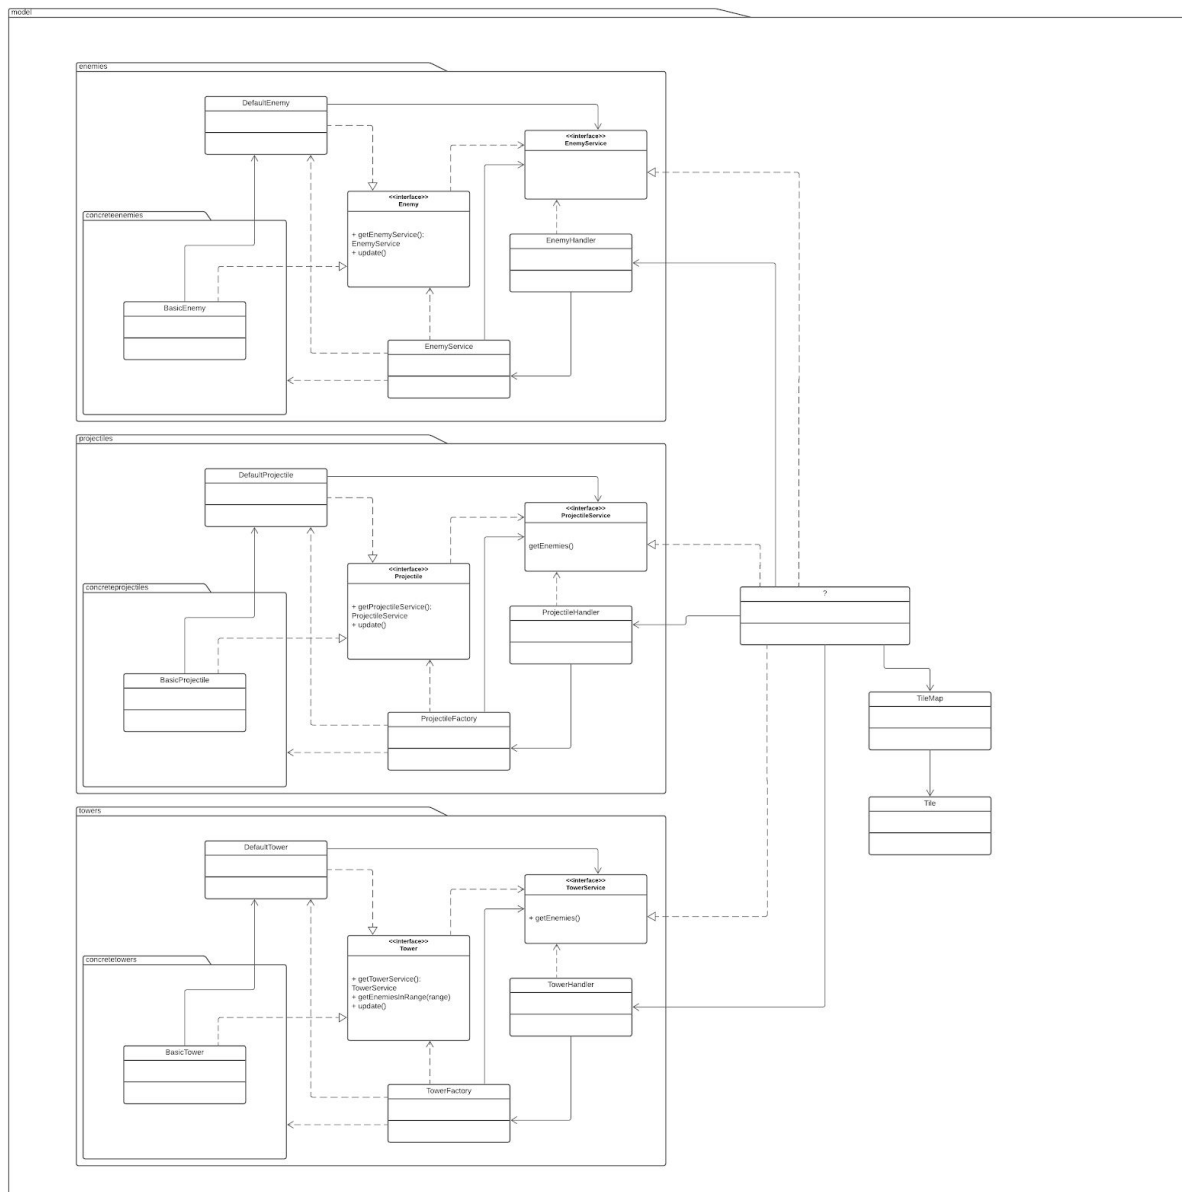 model
enemies
DefaultEnemy
<<interface>>
EnemyService
<<interface>>
Enemy
+ getEnemyService():
EnemyService
+ update()
concreteenemies
EnemyHandler
BasicEnemy
EnemyService
projectiles
DefaultProjectile
<<interface>>
ProjectileService
getEnemies()
<<interface>>
Projectile
+ getProjectileService():
ProjectileService
+ update()
concreteprojectiles
ProjectileHandler
?
BasicProjectile
TileMap
ProjectileFactory
Tile
towers
DefaultTower
<<interface>>
TowerService
+ getEnemies()
<<interface>>
Tower
+ getTowerService():
TowerService
+ getEnemiesInRange(range)
+ update()
concretetowers
TowerHandler
BasicTower
TowerFactory